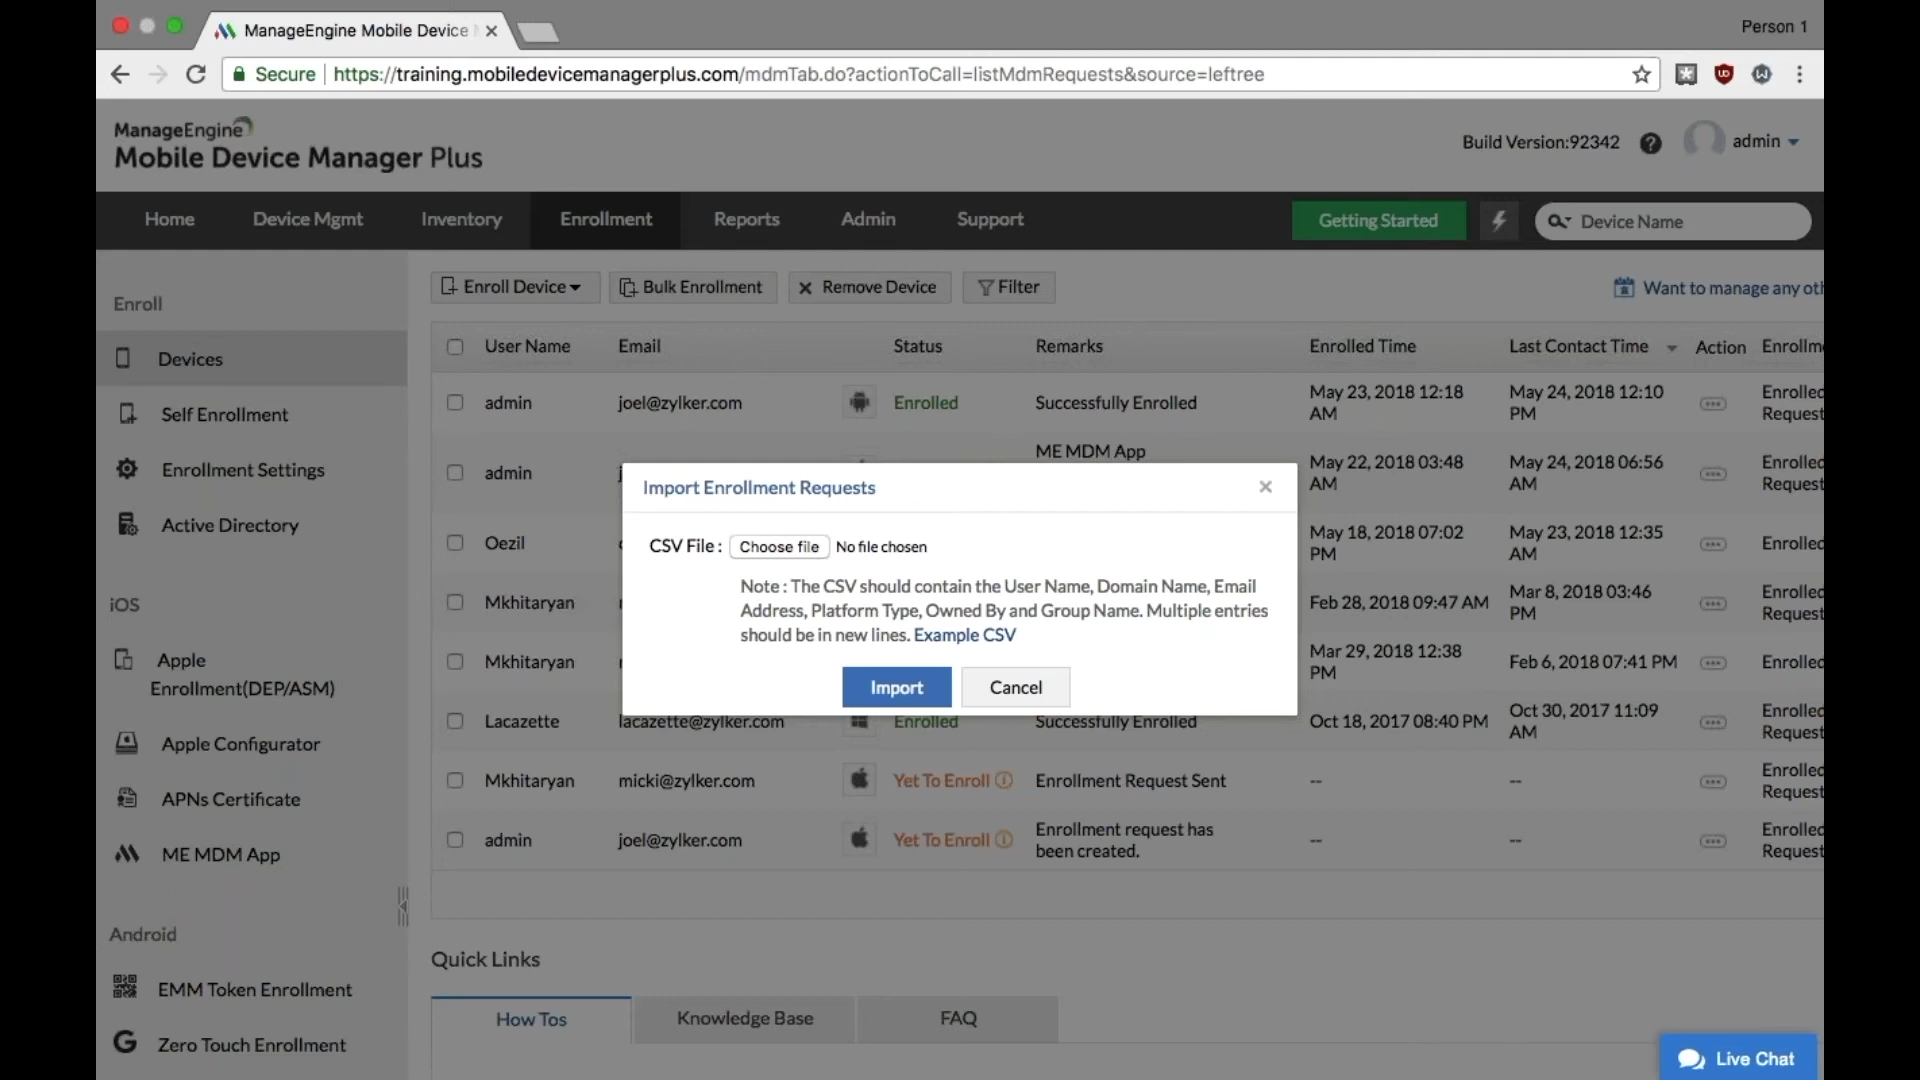 ManageEngine Mobile Device
Person 1
Secure https://training.mobiledevicemanagerplus.com/mdmTab.do?actionToCall=listMdmRequests&source=leftree
ManageEngine
Mobile Device Manager Plus
Build Version:92342 ? admin
Home Device Mgmt Inventory Enrollment Reports Admin Support Getting Started Device Name
Enroll
Devices
Self Enrollment
Enrollment Settings
Active Directory
iOS
Apple
Enrollment(DEP/ASM)
Apple Configurator
APNs Certificate
ME MDM App
Android
EMM Token Enrollment
Zero Touch Enrollment
Enroll Device Bulk Enrollment Remove Device Filter Want to manage any
User Name Email Status Remarks Enrolled Time Last Contact Time Action
admin joel@zylker.com Enrolled Successfully Enrolled May 23, 2018 12:18 AM May 24, 2018 12:10 PM Enrolled Request
admin ME MDM App May 22, 2018 03:48 AM May 24, 2018 06:56 AM Enrolled Request
Oezil May 18, 2018 07:02 PM May 23, 2018 12:35 AM Enrolled
Mkhitaryan Feb 28, 2018 09:47 AM Mar 8, 2018 03:46 PM Enrolled Request
Mkhitaryan Mar 29, 2018 12:38 PM Feb 6, 2018 07:41 PM Enrolled
Lacazette lacazette@zylker.com Enrolled Successfully Enrolled Oct 18, 2017 08:40 PM Oct 30, 2017 11:09 AM Enrolled Request
Mkhitaryan micki@zylker.com Yet To Enroll Enrollment Request Sent -- -- Enrolled Request
admin joel@zylker.com Yet To Enroll Enrollment request has been created. -- -- Enrolled Request
Import Enrollment Requests
CSV File : Choose file No file chosen
Note : The CSV should contain the User Name, Domain Name, Email
Address, Platform Type, Owned By and Group Name. Multiple entries
should be in new lines. Example CSV
Import Cancel
Quick Links
How Tos Knowledge Base FAQ
Live Chat